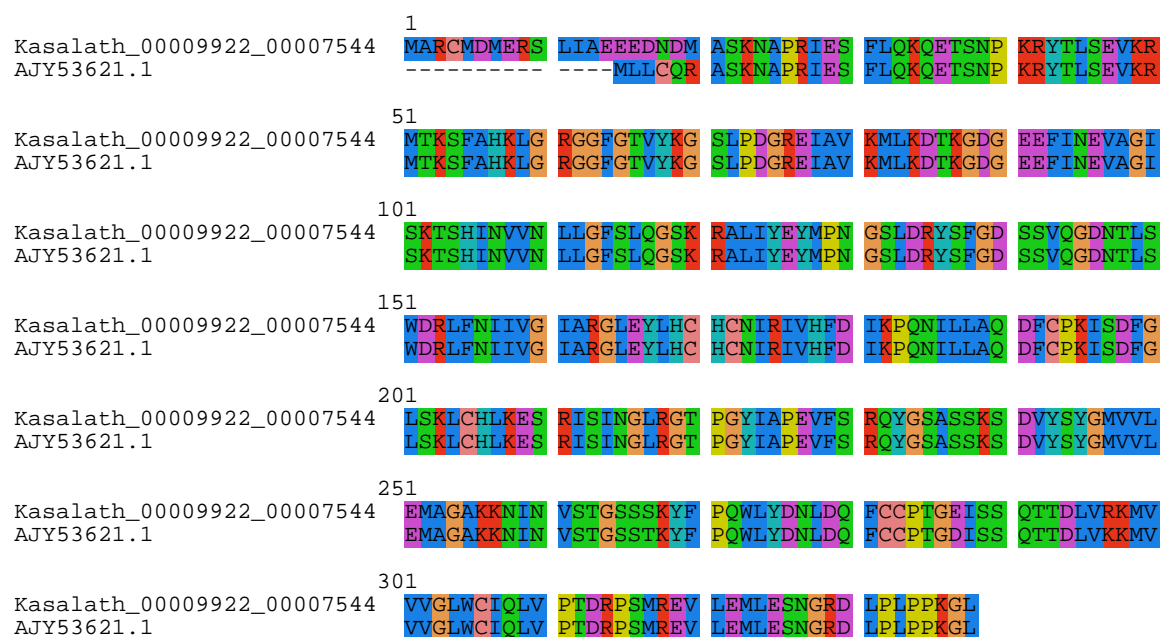 1
Kasalath_00009922_00007544 MARCMDMERS LIAEEEDNDM ASKNAPRIES FLQKQETSNP KRYTLSEVKR
AJY53621.1 ---------- ----MLLCQR ASKNAPRIES FLQKQETSNP KRYTLSEVKR
51
Kasalath_00009922_00007544 MTKSFAHKLG RGGFGTVYKG SLPDGREIAV KMLKDTKGDG EEFINEVAGI
AJY53621.1 MTKSFAHKLG RGGFGTVYKG SLPDGREIAV KMLKDTKGDG EEFINEVAGI
101
Kasalath_00009922_00007544 SKTSHINVVN LLGFSLQGSK RALIYEYMPN GSLDRYSFGD SSVQGDNTLS
AJY53621.1 SKTSHINVVN LLGFSLQGSK RALIYEYMPN GSLDRYSFGD SSVQGDNTLS
151
Kasalath_00009922_00007544 WDRLFNIIVG IARGLEYLHC HCNIRIVHFD IKPQNILLAQ DFCPKISDFG
AJY53621.1 WDRLFNIIVG IARGLEYLHC HCNIRIVHFD IKPQNILLAQ DFCPKISDFG
201
Kasalath_00009922_00007544 LSKLCHLKES RISINGLRGT PGYIAPEVFS RQYGSASSKS DVYSYGMVVL
AJY53621.1 LSKLCHLKES RISINGLRGT PGYIAPEVFS RQYGSASSKS DVYSYGMVVL
251
Kasalath_00009922_00007544 EMAGAKKNIN VSTGSSSKYF PQWLYDNLDQ FCCPTGEISS QTTDLVRKMV
AJY53621.1 EMAGAKKNIN VSTGSSTKYF PQWLYDNLDQ FCCPTGDISS QTTDLVKKMV
301
Kasalath_00009922_00007544 VVGLWCIQLV PTDRPSMREV LEMLESNGRD LPLPPKGL
AJY53621.1 VVGLWCIQLV PTDRPSMREV LEMLESNGRD LPLPPKGL